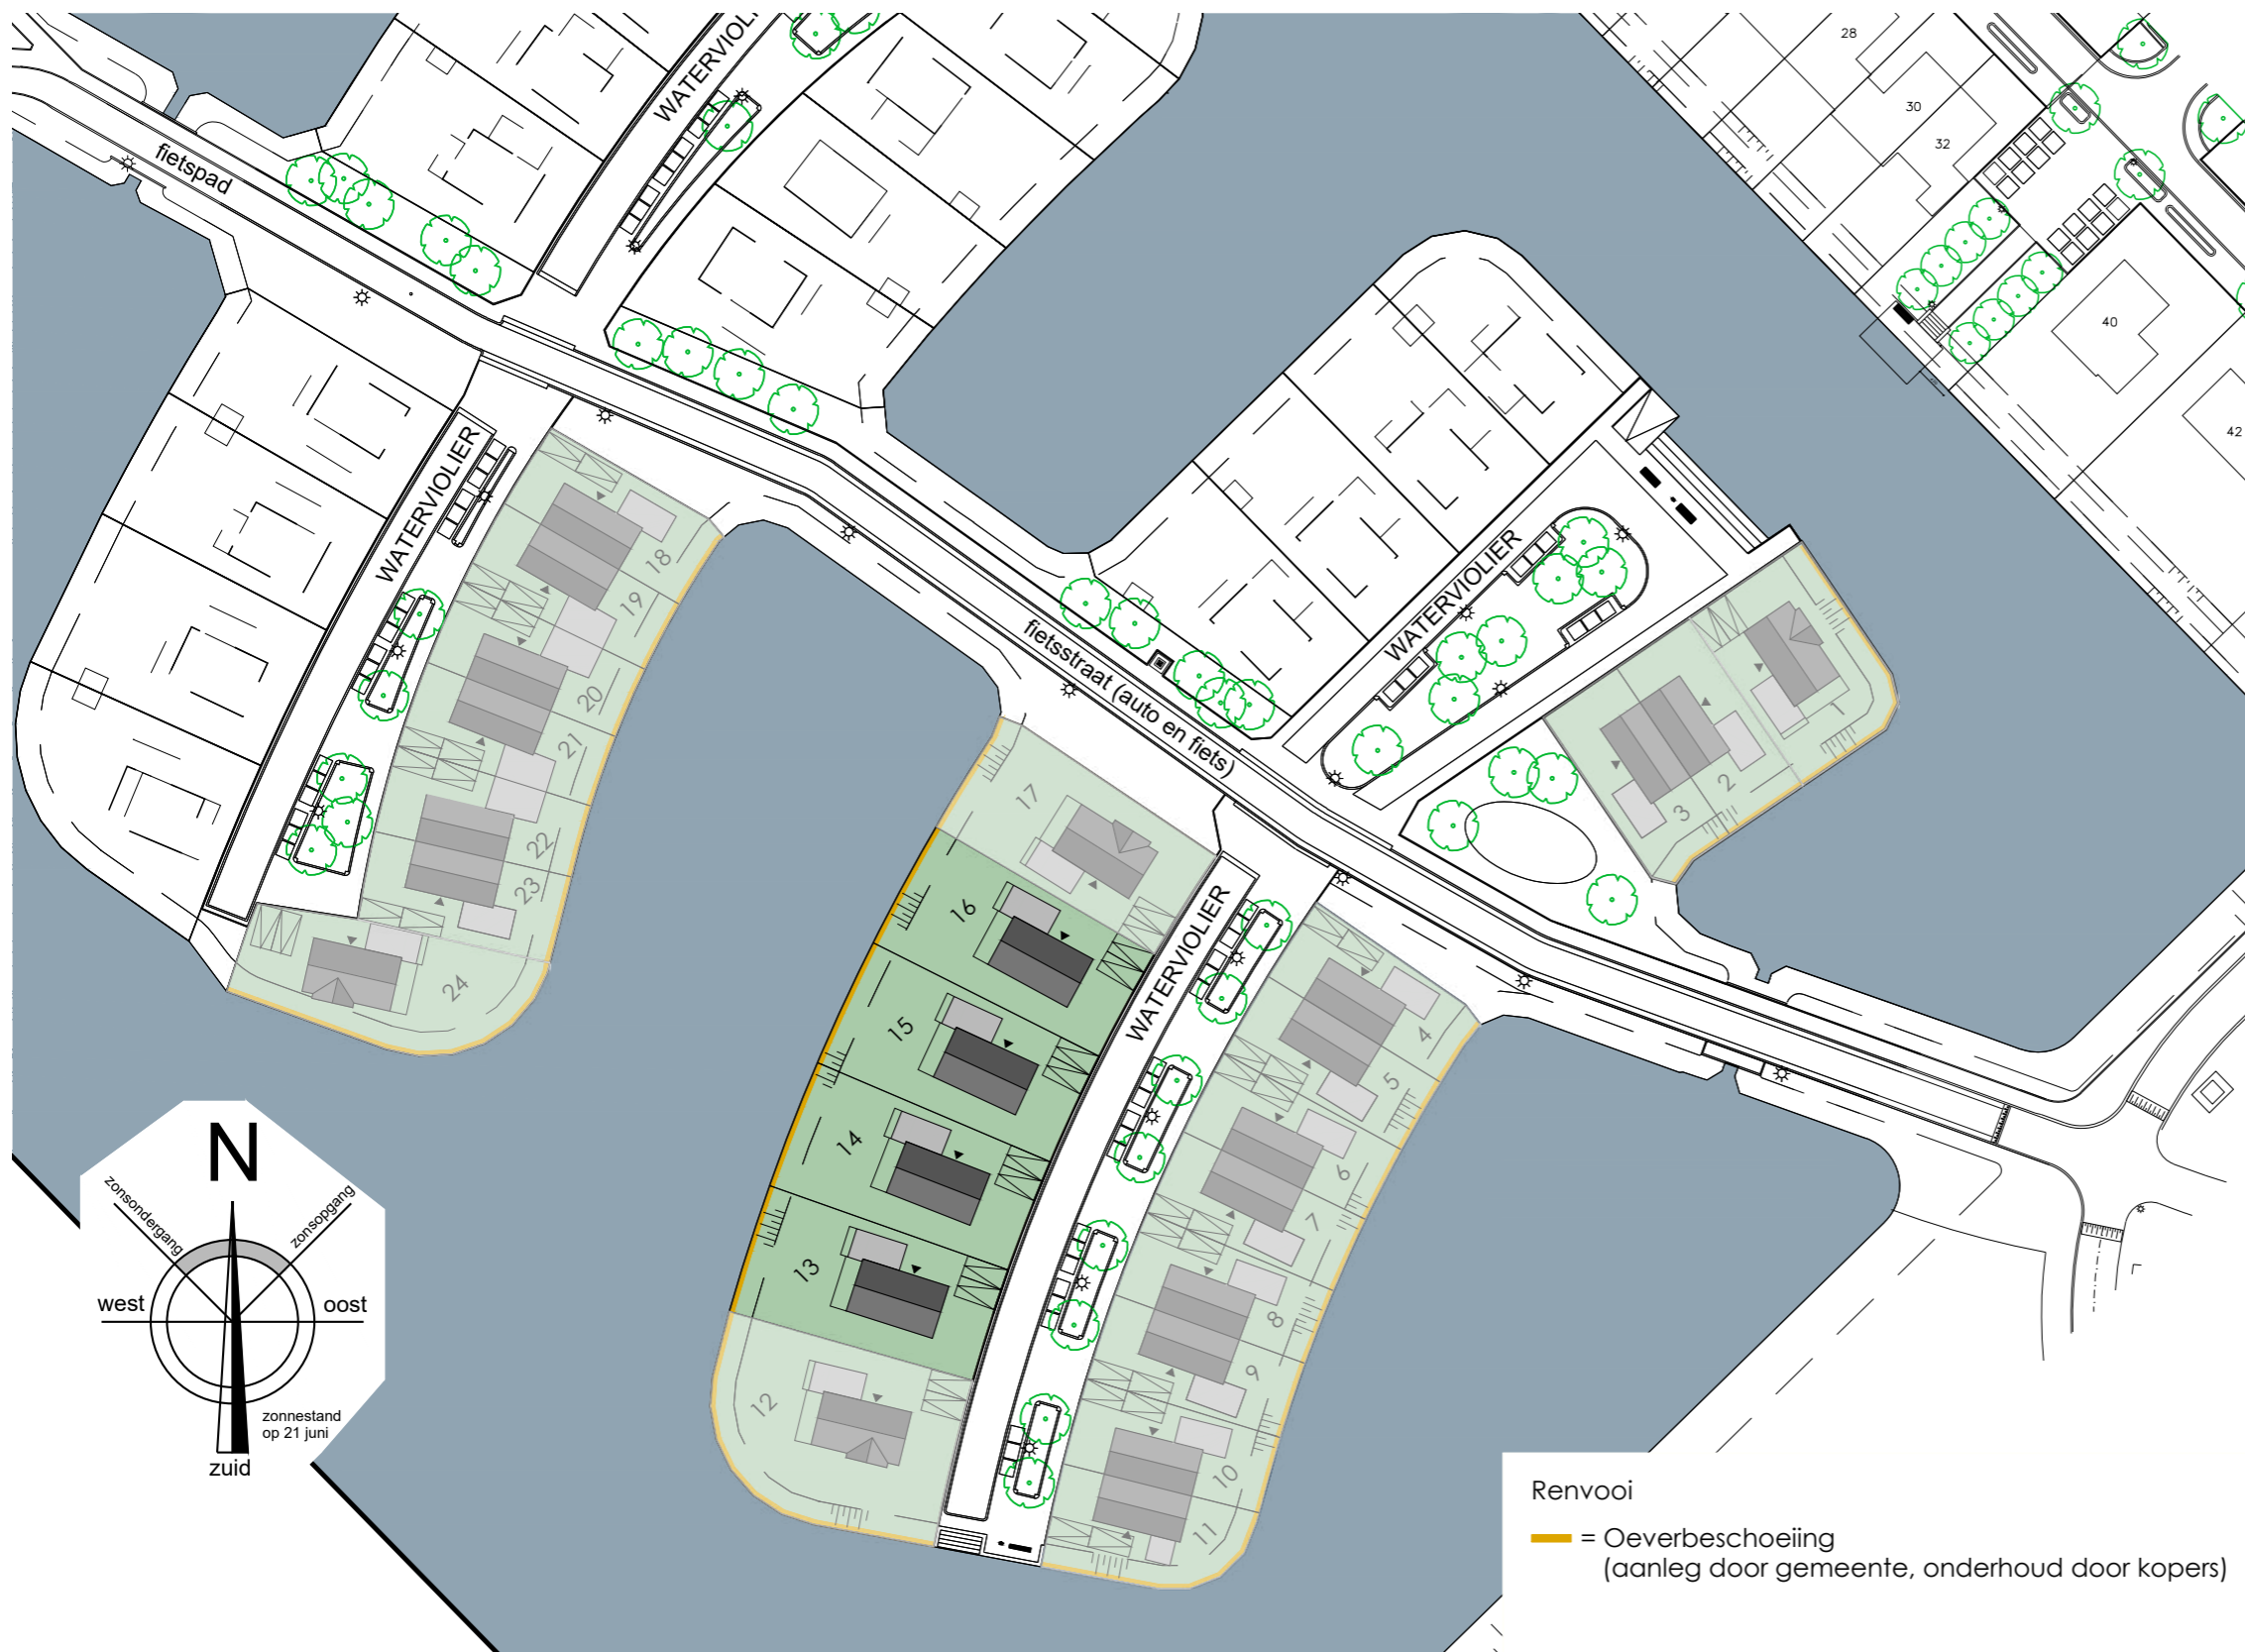 WATERVIOL
28
30
32
40
42
fietspad
WATERVIOLIER
WATERVIOLIER
fietsstraat (auto en fiets)
WATERVIOLIER
18
19
20
21
22
23
24
1
2
3
17
16
15
14
13
12
4
5
6
7
8
9
10
11
N
zonsondergang
zonsopgang
west
oost
zonnestand
op 21 juni
zuid
Renvooi
= Oeverbeschoeiing
(aanleg door gemeente, onderhoud door kopers)